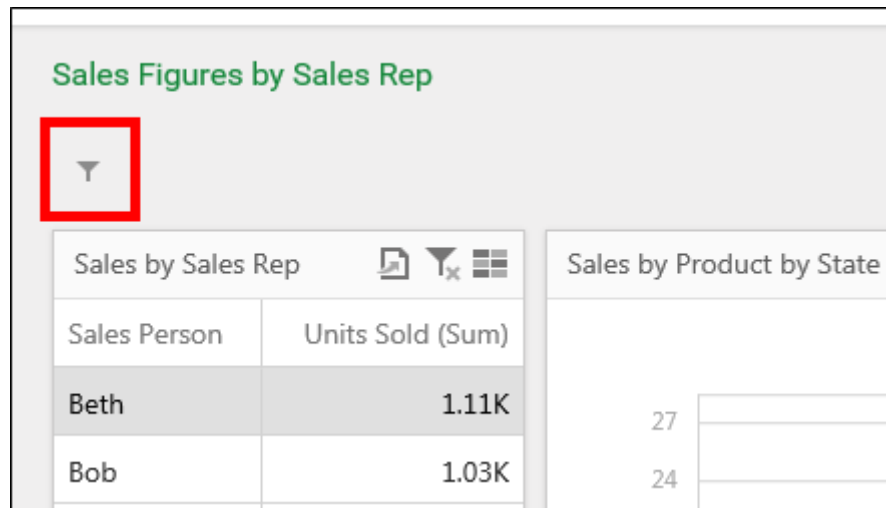 Sales Figures by Sales Rep
Sales by Sales Rep
Sales by Product by State
Sales Person Units Sold (Sum)
Beth 1.11K
Bob 1.03K
27
24